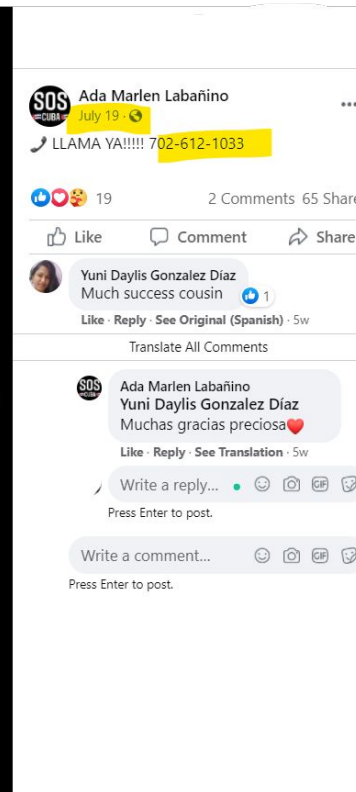 SOS
CUBA
Ada Marlen Labañino
July 19 ·
LLAMA YA!!!!! 702-612-1033
19
2 Comments 65 Share
Like
Comment
Share
Yuni Daylis Gonzalez Díaz
Much success cousin
1
Like · Reply · See Original (Spanish) · 5w
Translate All Comments
SOS
CUBA
Ada Marlen Labañino
Yuni Daylis Gonzalez Díaz
Muchas gracias preciosa
Like · Reply · See Translation · 5w
Write a reply...
GIF
Press Enter to post.
Write a comment...
GIF
Press Enter to post.